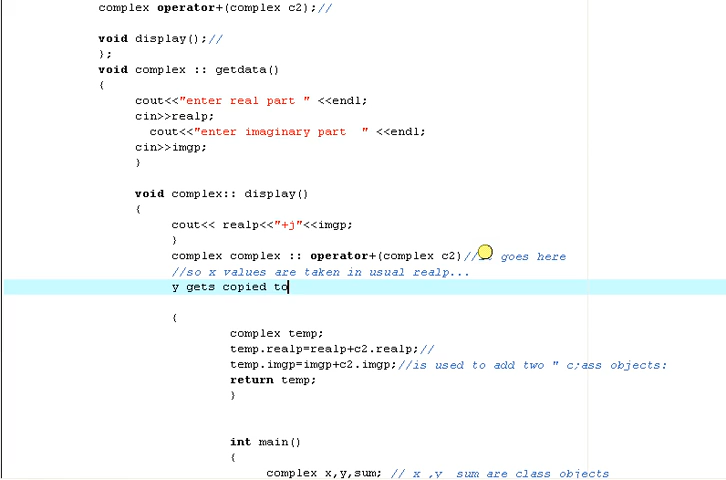 complex operator+(complex c2);//
void display();//
};
void complex :: getdata()
{
cout<<"enter real part " <<endl;
cin>>realp;
cout<<"enter imaginary part  " <<endl;
cin>>imgp;
}
void complex:: display()
{
cout<< realp<<"+j"<<imgp;
}
complex complex :: operator+(complex c2)// goes here
//so x values are taken in usual realp...
y gets copied to
{
complex temp;
temp.realp=realp+c2.realp;//
temp.imgp=imgp+c2.imgp;//is used to add two " c;ass objects:
return temp;
}
int main()
{
complex x,y,sum; // x ,y  sum are class objects